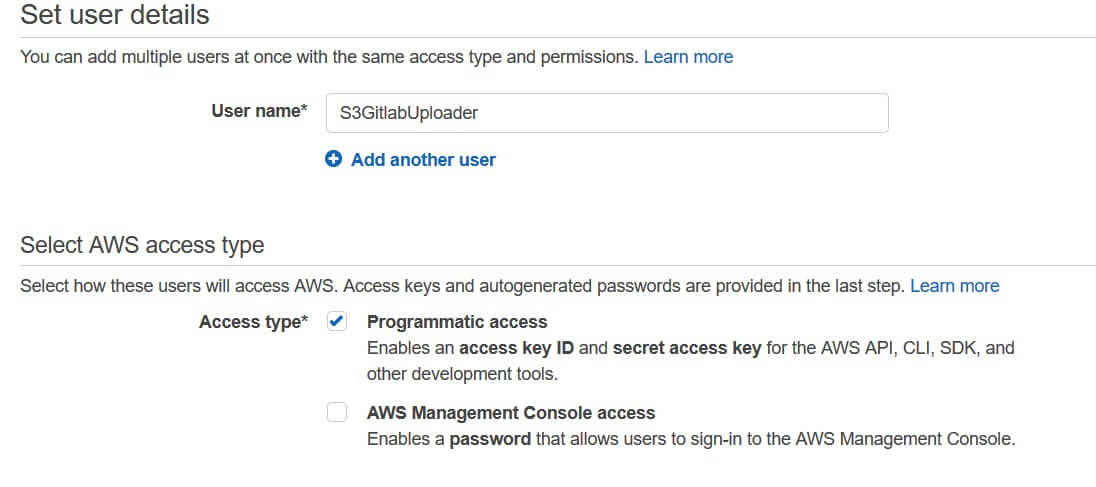 Set user details
You can add multiple users at once with the same access type and permissions. Learn more
User name* S3GitlabUploader
Add another user
Select AWS access type
Select how these users will access AWS. Access keys and autogenerated passwords are provided in the last step. Learn more
Access type* Programmatic access
Enables an access key ID and secret access key for the AWS API, CLI, SDK, and
other development tools.
AWS Management Console access
Enables a password that allows users to sign-in to the AWS Management Console.